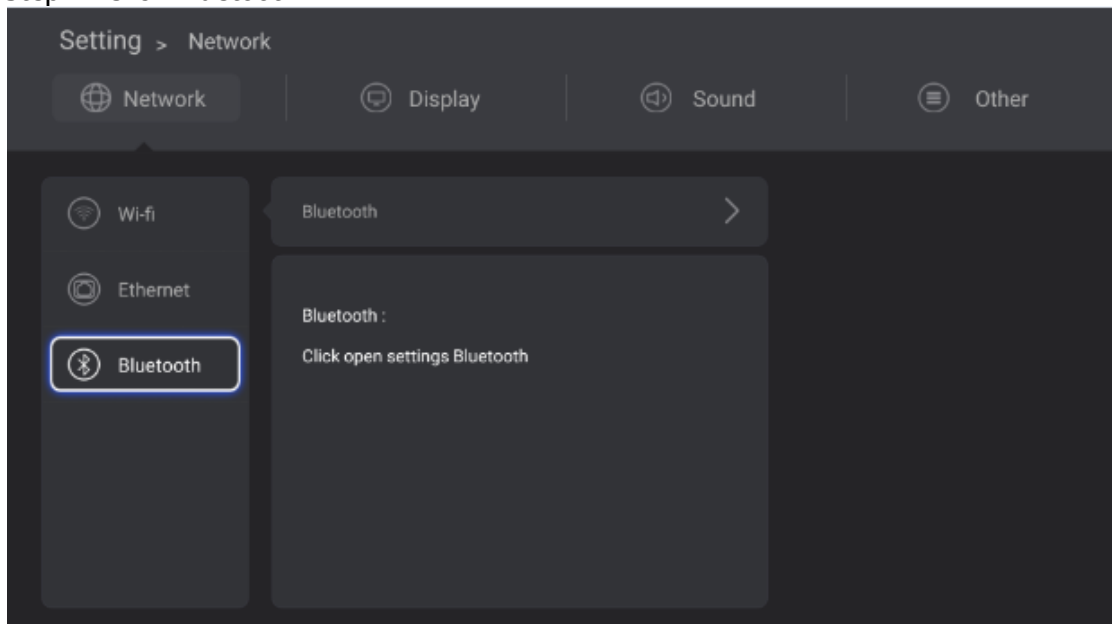 Setting > Network
Network
Display
Sound
Other
Wi-fi
Bluetooth
Ethernet
Bluetooth :
Click open settings Bluetooth
Bluetooth